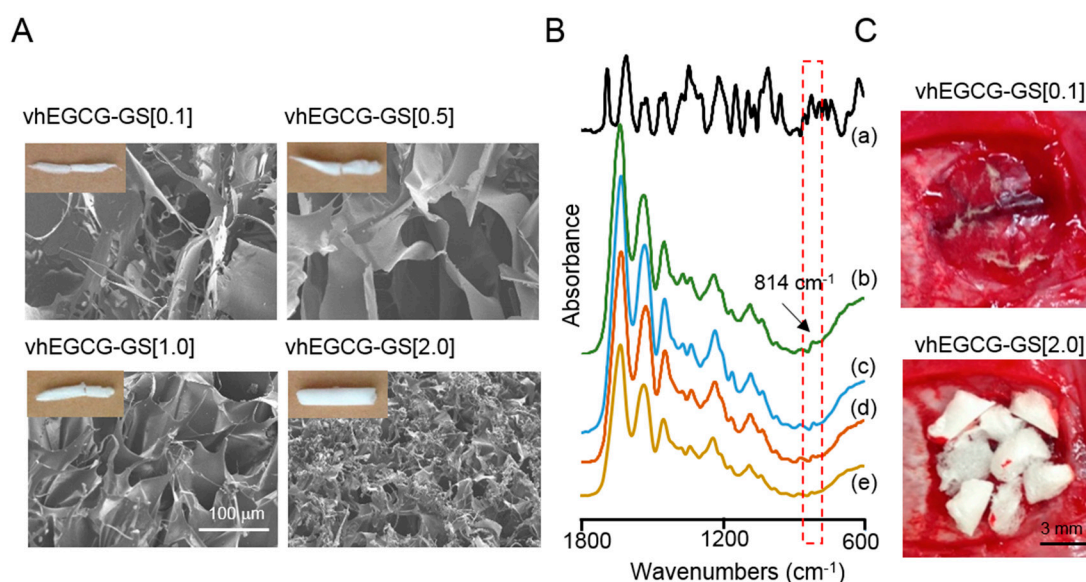 A
vhEGCG-GS[0.1]
vhEGCG-GS[0.5]
vhEGCG-GS[1.0]
vhEGCG-GS[2.0]
100 μm
B
(a)
(b)
814 cm⁻¹
(c)
(d)
(e)
Absorbance
1800
1200
600
Wavenumbers (cm⁻¹)
C
vhEGCG-GS[0.1]
vhEGCG-GS[2.0]
3 mm